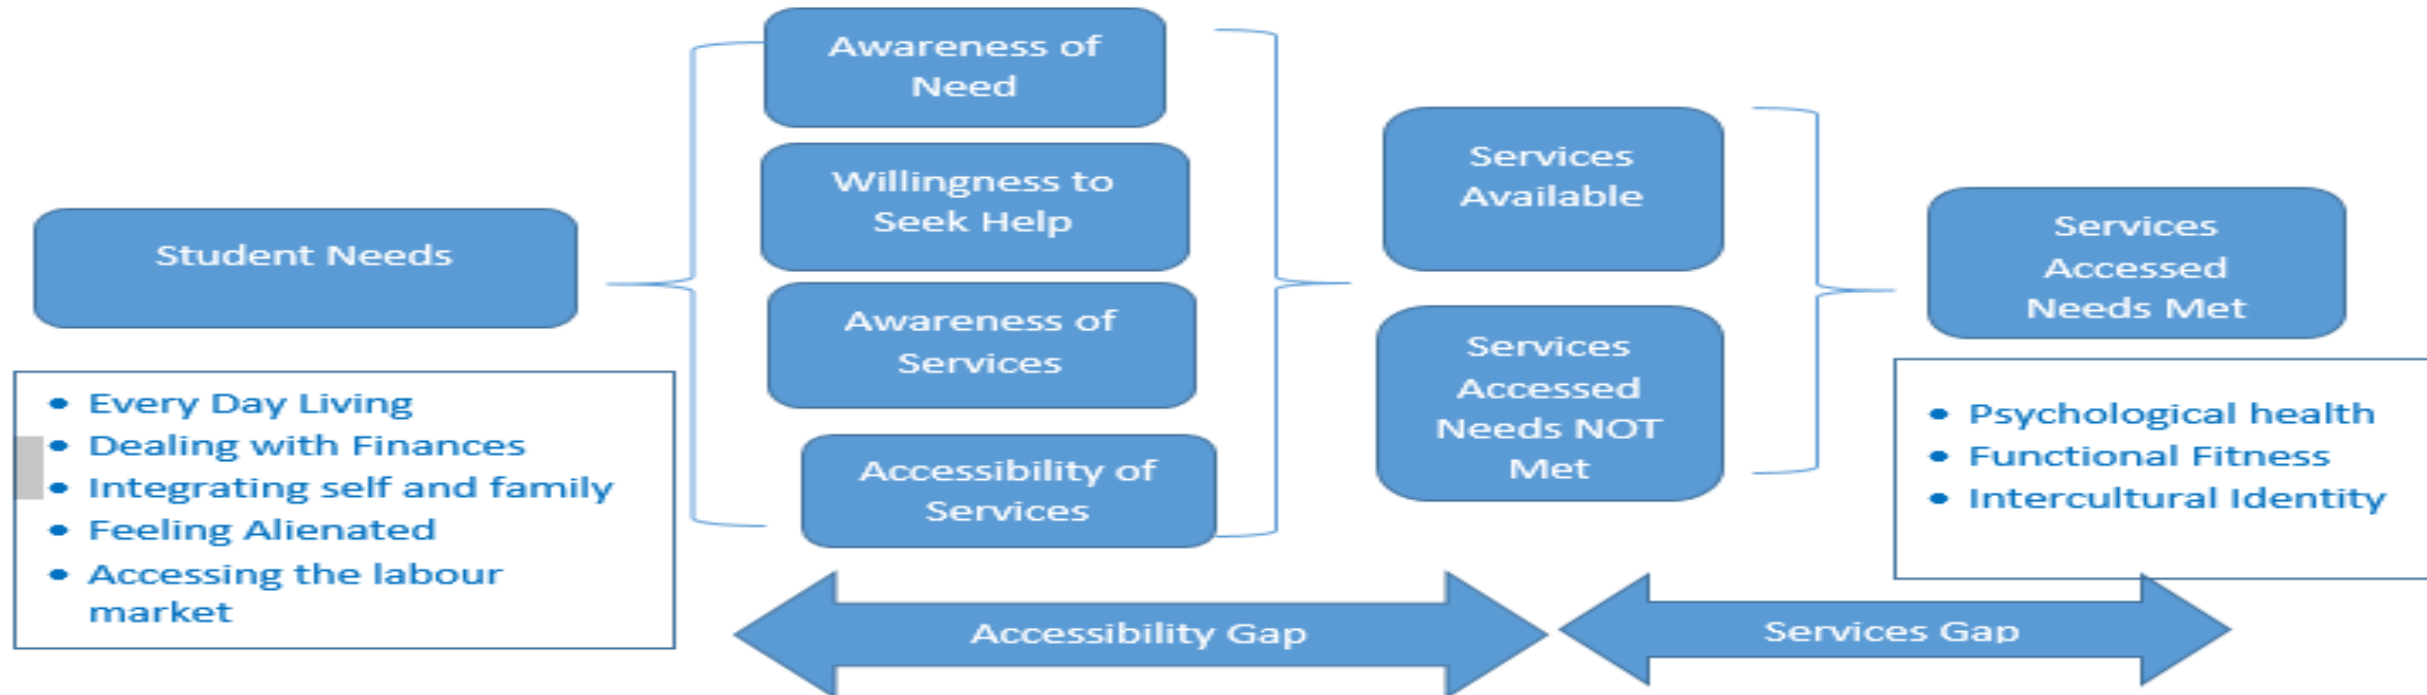 Student Needs
• Every Day Living
• Dealing with Finances
• Integrating self and family
• Feeling Alienated
• Accessing the labour
market
Awareness of
Need
Willingness to
Seek Help
Awareness of
Services
Accessibility of
Services
Services
Available
Services
Accessed
Needs NOT
Met
Services
Accessed
Needs Met
• Psychological health
• Functional Fitness
• Intercultural Identity
Accessibility Gap
Services Gap